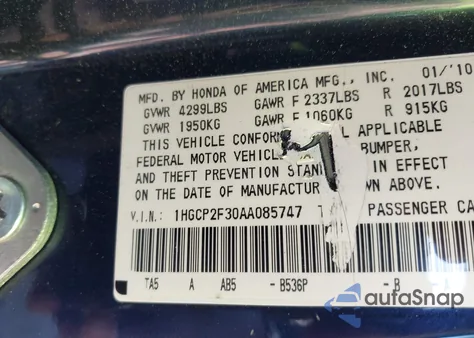 MFD. BY HONDA OF AMERICA MFG., INC. 01/'10
GVWR 4299LBS GAWR F 2337LBS R 2017LBS
GVWR 1950KG GAWR F 1060KG R 915KG
THIS VEHICLE CONFOR ALL APPLICABLE
FEDERAL MOTOR VEHICL BUMPER,
AND THEFT PREVENTION STAN IN EFFECT
ON THE DATE OF MANUFACTUR OWN ABOVE.
V.I.N.: 1HGCP2F30AA085747 T PASSENGER CA
TA5 A AB5 - B536P - B
autoSnap